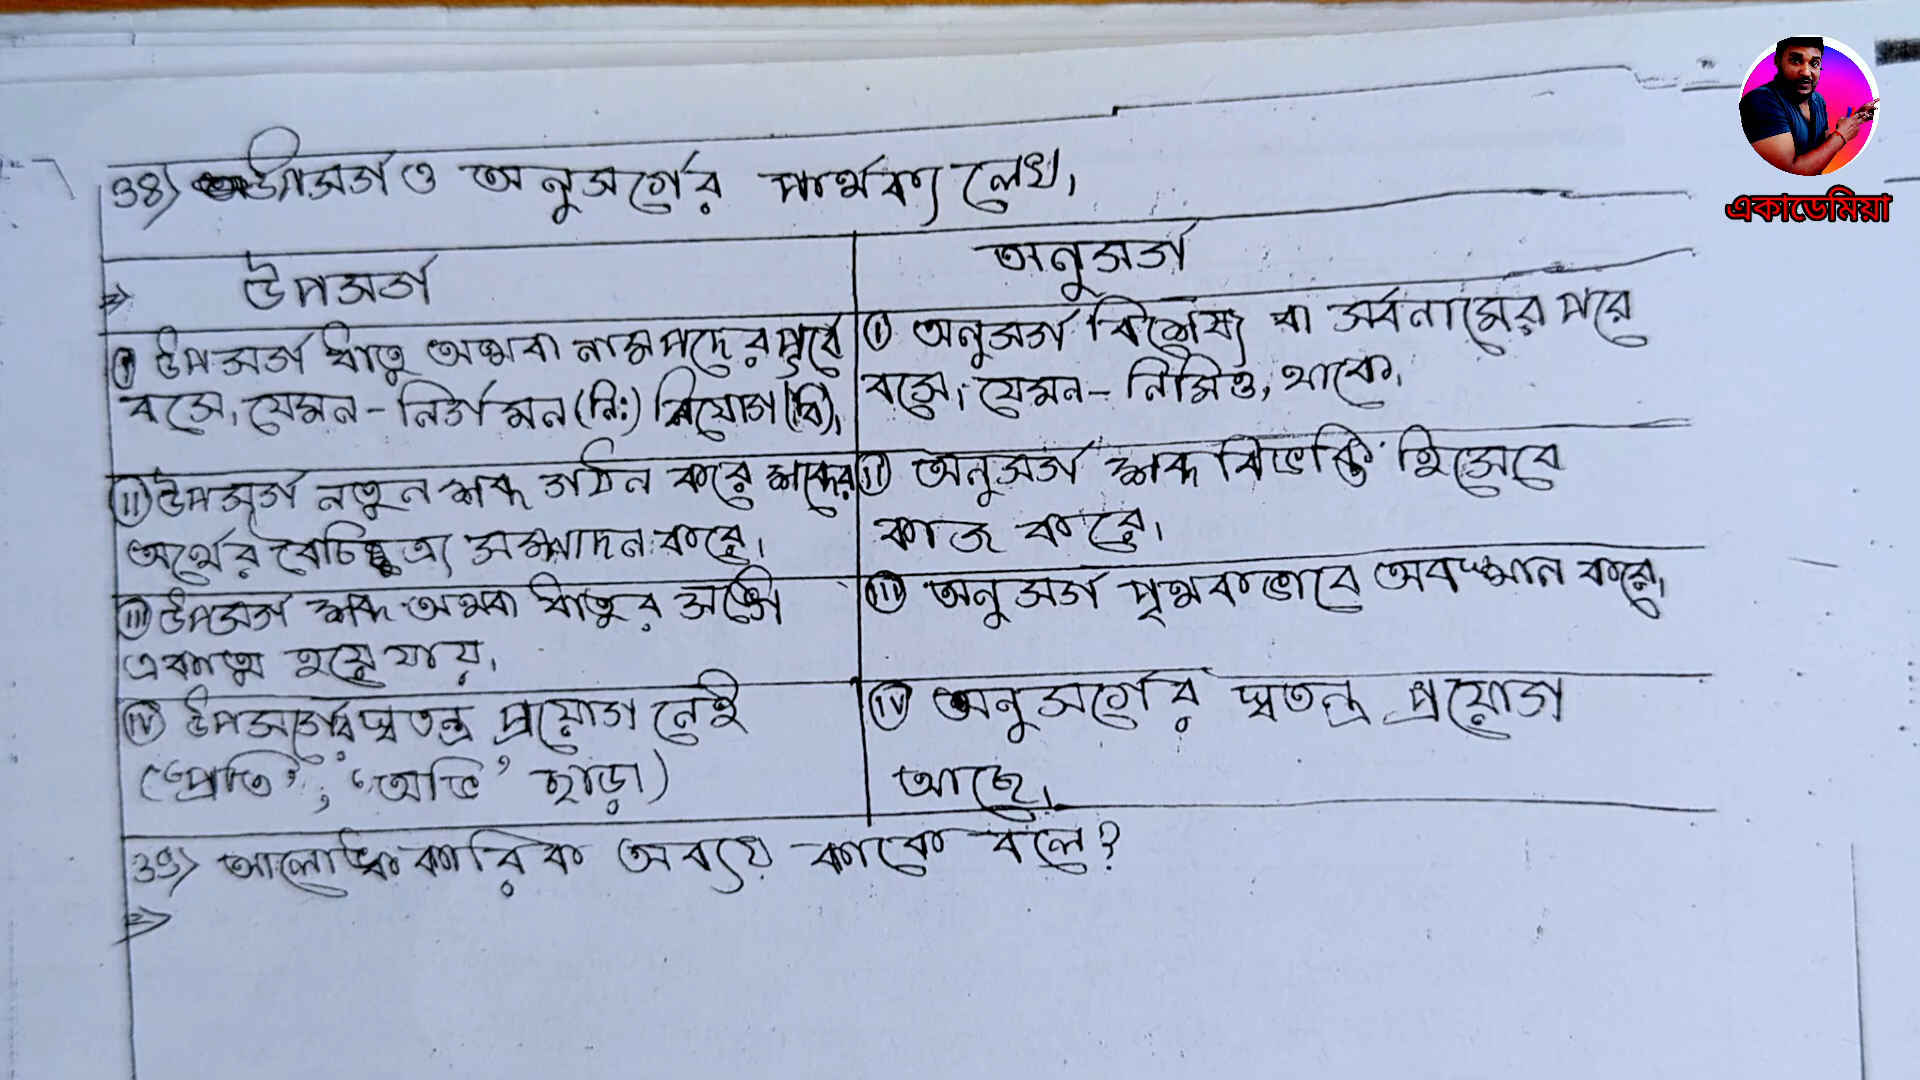 38) উপসর্গ ও অনুসর্গের পার্থক্য লেখ।
একাডেমিয়া
⇒ উপসর্গ
অনুসর্গ
(i) উপসর্গ ধাতু অথবা নামপদের পূর্বে
বসে। যেমন - নির্গমন (নিঃ) বিয়োগ (বি)।
(i) অনুসর্গ বিশেষ্য বা সর্বনামের পরে
বসে। যেমন - নিমিত্ত, থাকে।
(ii) উপসর্গ নতুন শব্দ গঠন করে শব্দের
অর্থের বৈচিত্র্য সম্পাদন করে।
(ii) অনুসর্গ শব্দ বিভক্তি হিসেবে
কাজ করে।
(iii) উপসর্গ শব্দ অথবা ধাতুর সঙ্গে
একাত্ম হয়ে যায়।
(iii) অনুসর্গ পৃথকভাবে অবস্থান করে।
(iv) উপসর্গের স্বতন্ত্র প্রয়োগ নেই
('প্রতি', 'অতি' ছাড়া)
(iv) অনুসর্গের স্বতন্ত্র প্রয়োগ
আছে।
39) অব্যয় কাকে বলে?
⇒